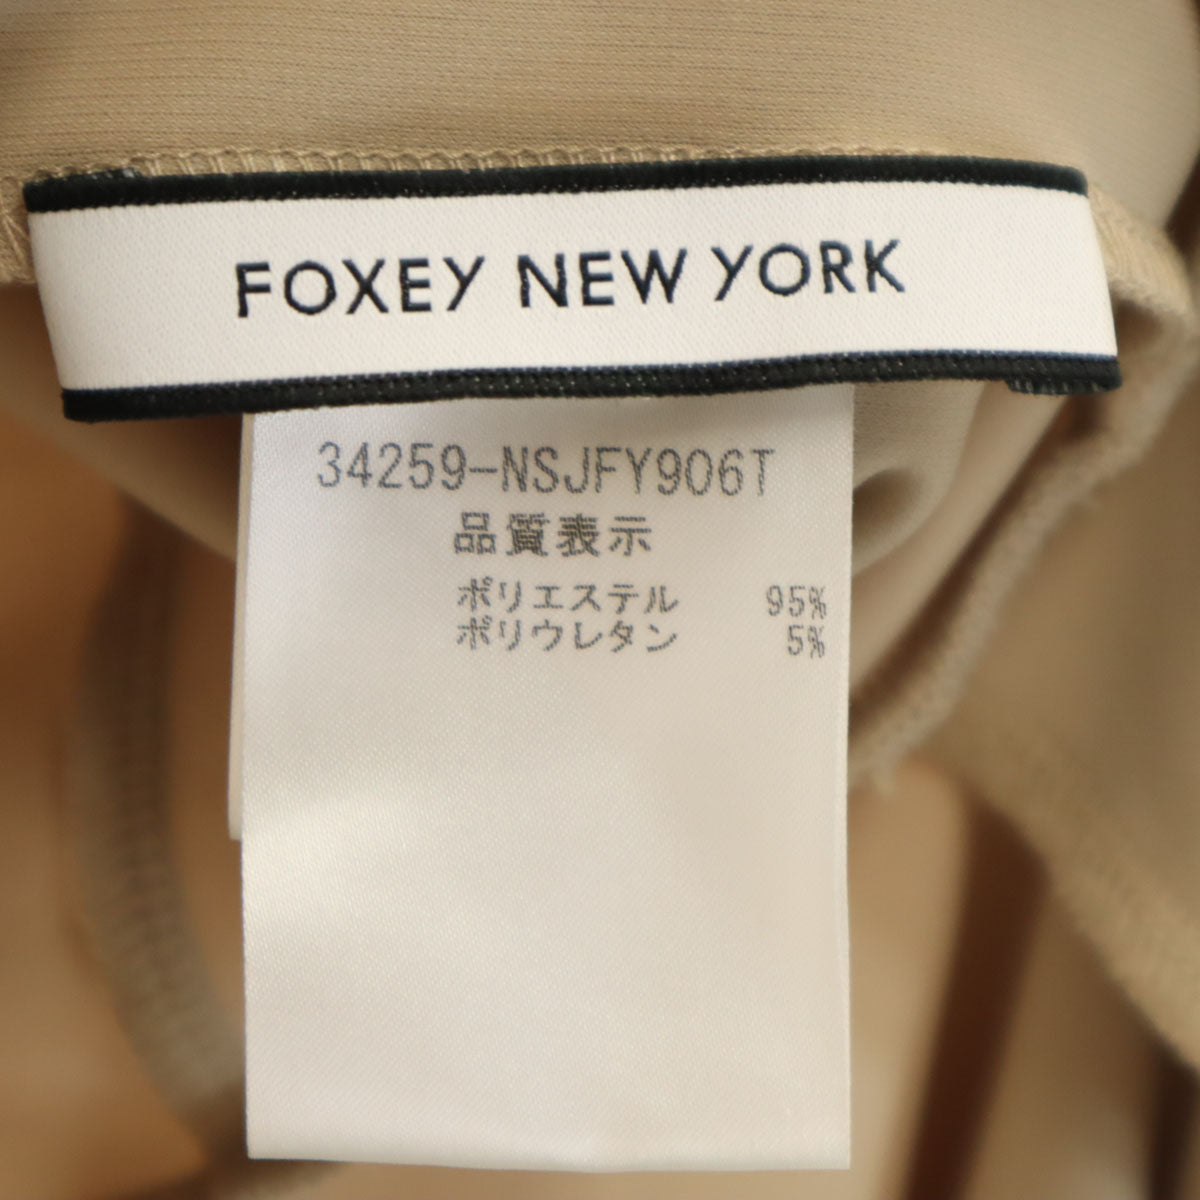 FOXEY NEW YORK
34259-NSJFY906T
品質表示
ポリエステル 95%
ポリウレタン 5%